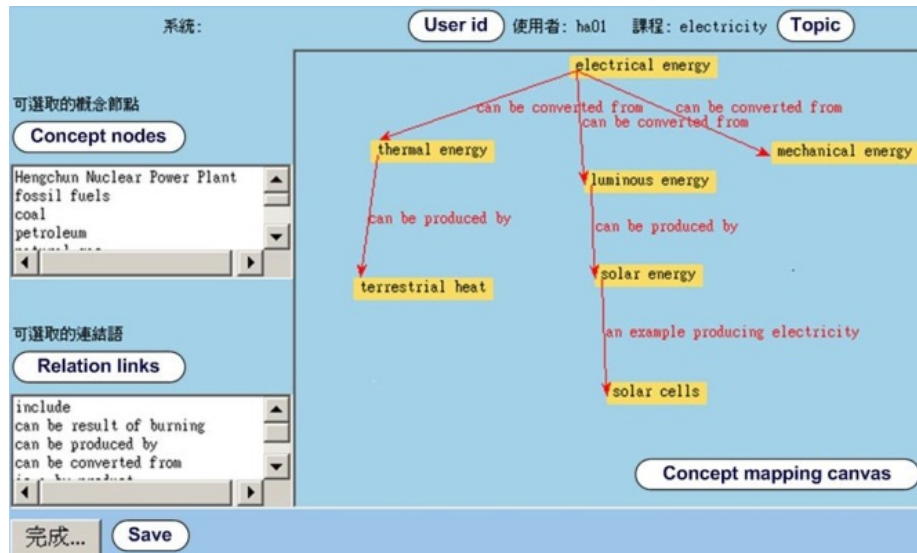 系統: User id 使用者: ha01 課程: electricity Topic
可選取的概念節點
Concept nodes
Hengchun Nuclear Power Plant
fossil fuels
coal
petroleum
natural gas
可選取的連結語
Relation links
include
can be result of burning
can be produced by
can be converted from
electrical energy
can be converted from
can be converted from
can be converted from
thermal energy
mechanical energy
luminous energy
can be produced by
can be produced by
solar energy
terrestrial heat
an example producing electricity
solar cells
Concept mapping canvas
完成... Save